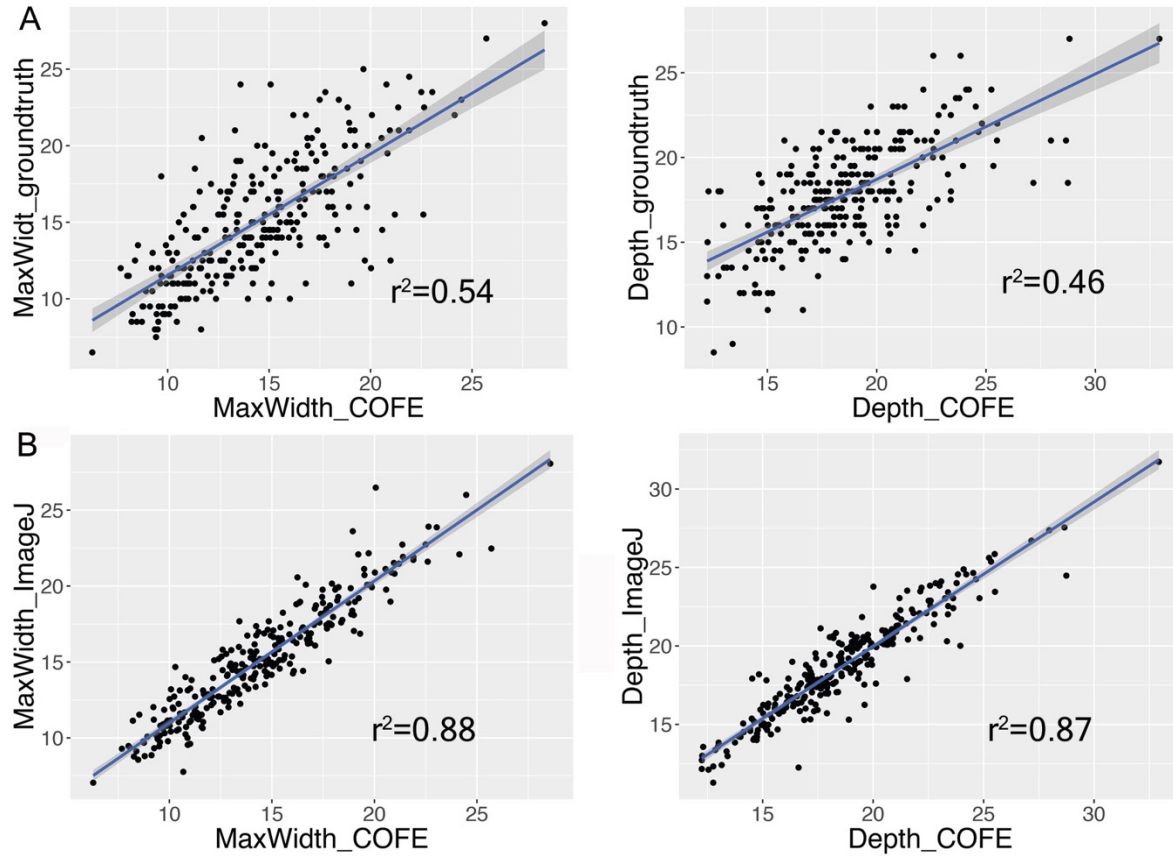 A
MaxWidt_groundtruth
25
20
15
10
r²=0.54
10 15 20 25
MaxWidth_COFE
Depth_groundtruth
25
20
15
10
r²=0.46
15 20 25 30
Depth_COFE
B
MaxWidth_ImageJ
25
20
15
10
r²=0.88
10 15 20 25
MaxWidth_COFE
Depth_ImageJ
30
25
20
15
r²=0.87
15 20 25 30
Depth_COFE